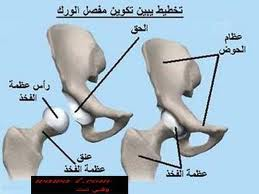 تخطيط يبين تكوين مفصل الورك
عظام
الحوض
الحق
رأس عظمة
الفخذ
عنق
عظمة الفخذ
عظمة الفخذ